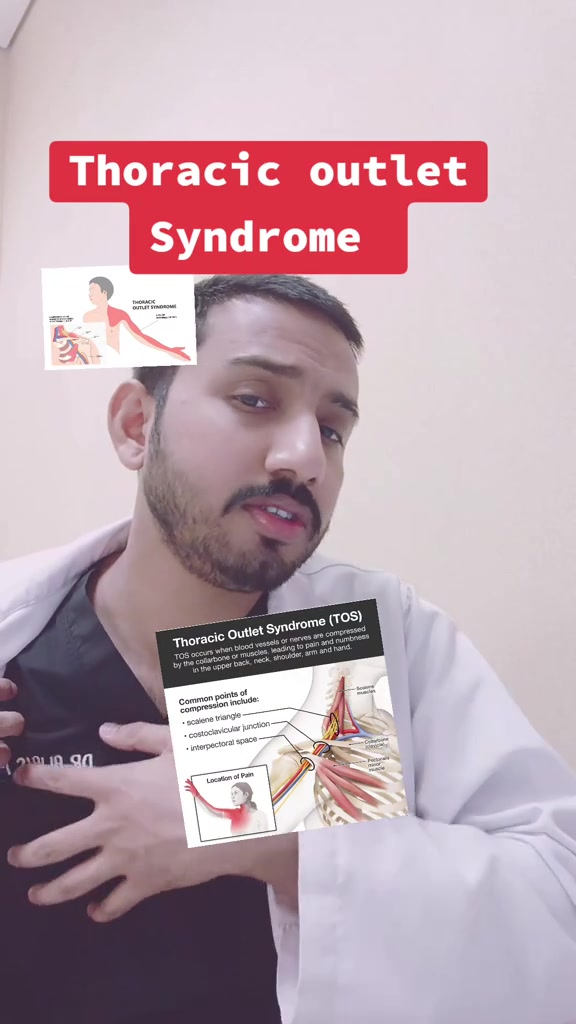 Thoracic outlet
Syndrome
THORACIC
OUTLET SYNDROME
Thoracic Outlet Syndrome (TOS)
TOS occurs when blood vessels or nerves are compressed
by the collarbone or muscles, leading to pain and numbness
in the upper back, neck, shoulder, arm and hand.
Common points of
compression include:
• scalene triangle
• costoclavicular junction
• interpectoral space
Scalene
muscles
Collarbone
Pectoralis
minor
muscle
Location of Pain
DR